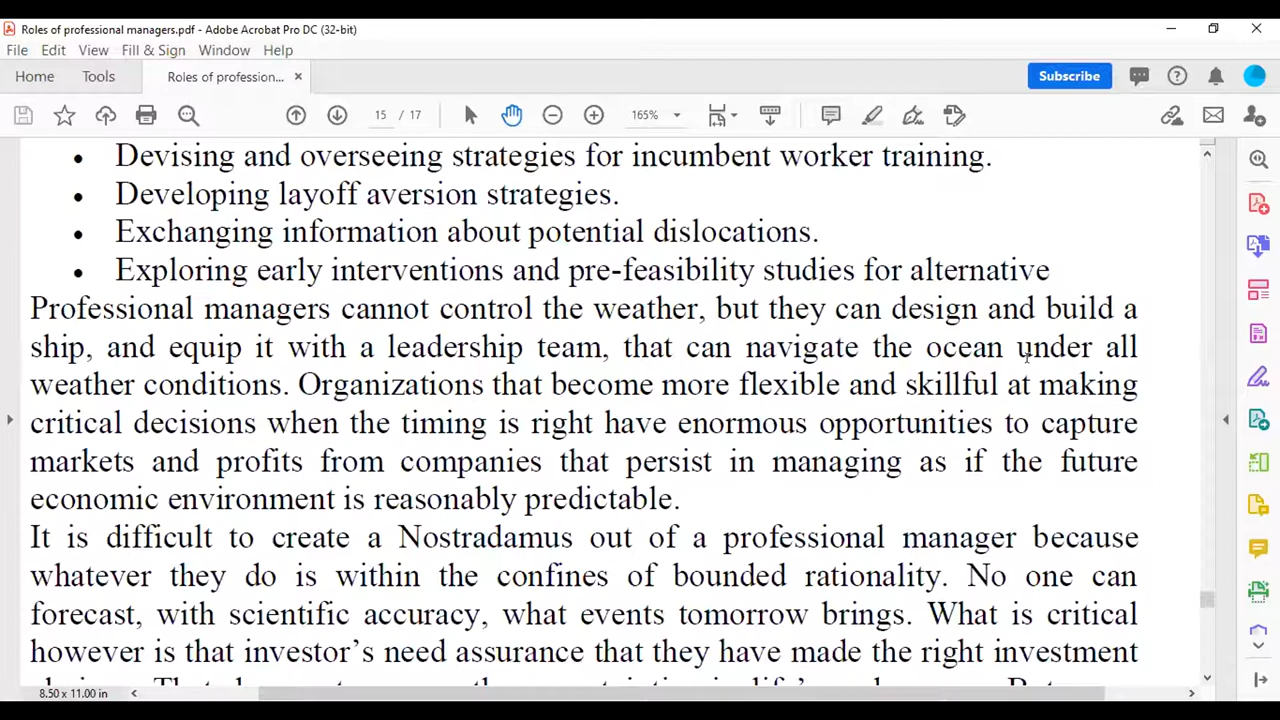 Roles of professional managers.pdf - Adobe Acrobat Pro DC (32-bit)
File Edit View Fill & Sign Window Help
Home Tools Roles of profession... × Subscribe
15 / 17 165%
• Devising and overseeing strategies for incumbent worker training.
• Developing layoff aversion strategies.
• Exchanging information about potential dislocations.
• Exploring early interventions and pre-feasibility studies for alternative
Professional managers cannot control the weather, but they can design and build a
ship, and equip it with a leadership team, that can navigate the ocean under all
weather conditions. Organizations that become more flexible and skillful at making
critical decisions when the timing is right have enormous opportunities to capture
markets and profits from companies that persist in managing as if the future
economic environment is reasonably predictable.
It is difficult to create a Nostradamus out of a professional manager because
whatever they do is within the confines of bounded rationality. No one can
forecast, with scientific accuracy, what events tomorrow brings. What is critical
however is that investor's need assurance that they have made the right investment
8.50 x 11.00 in